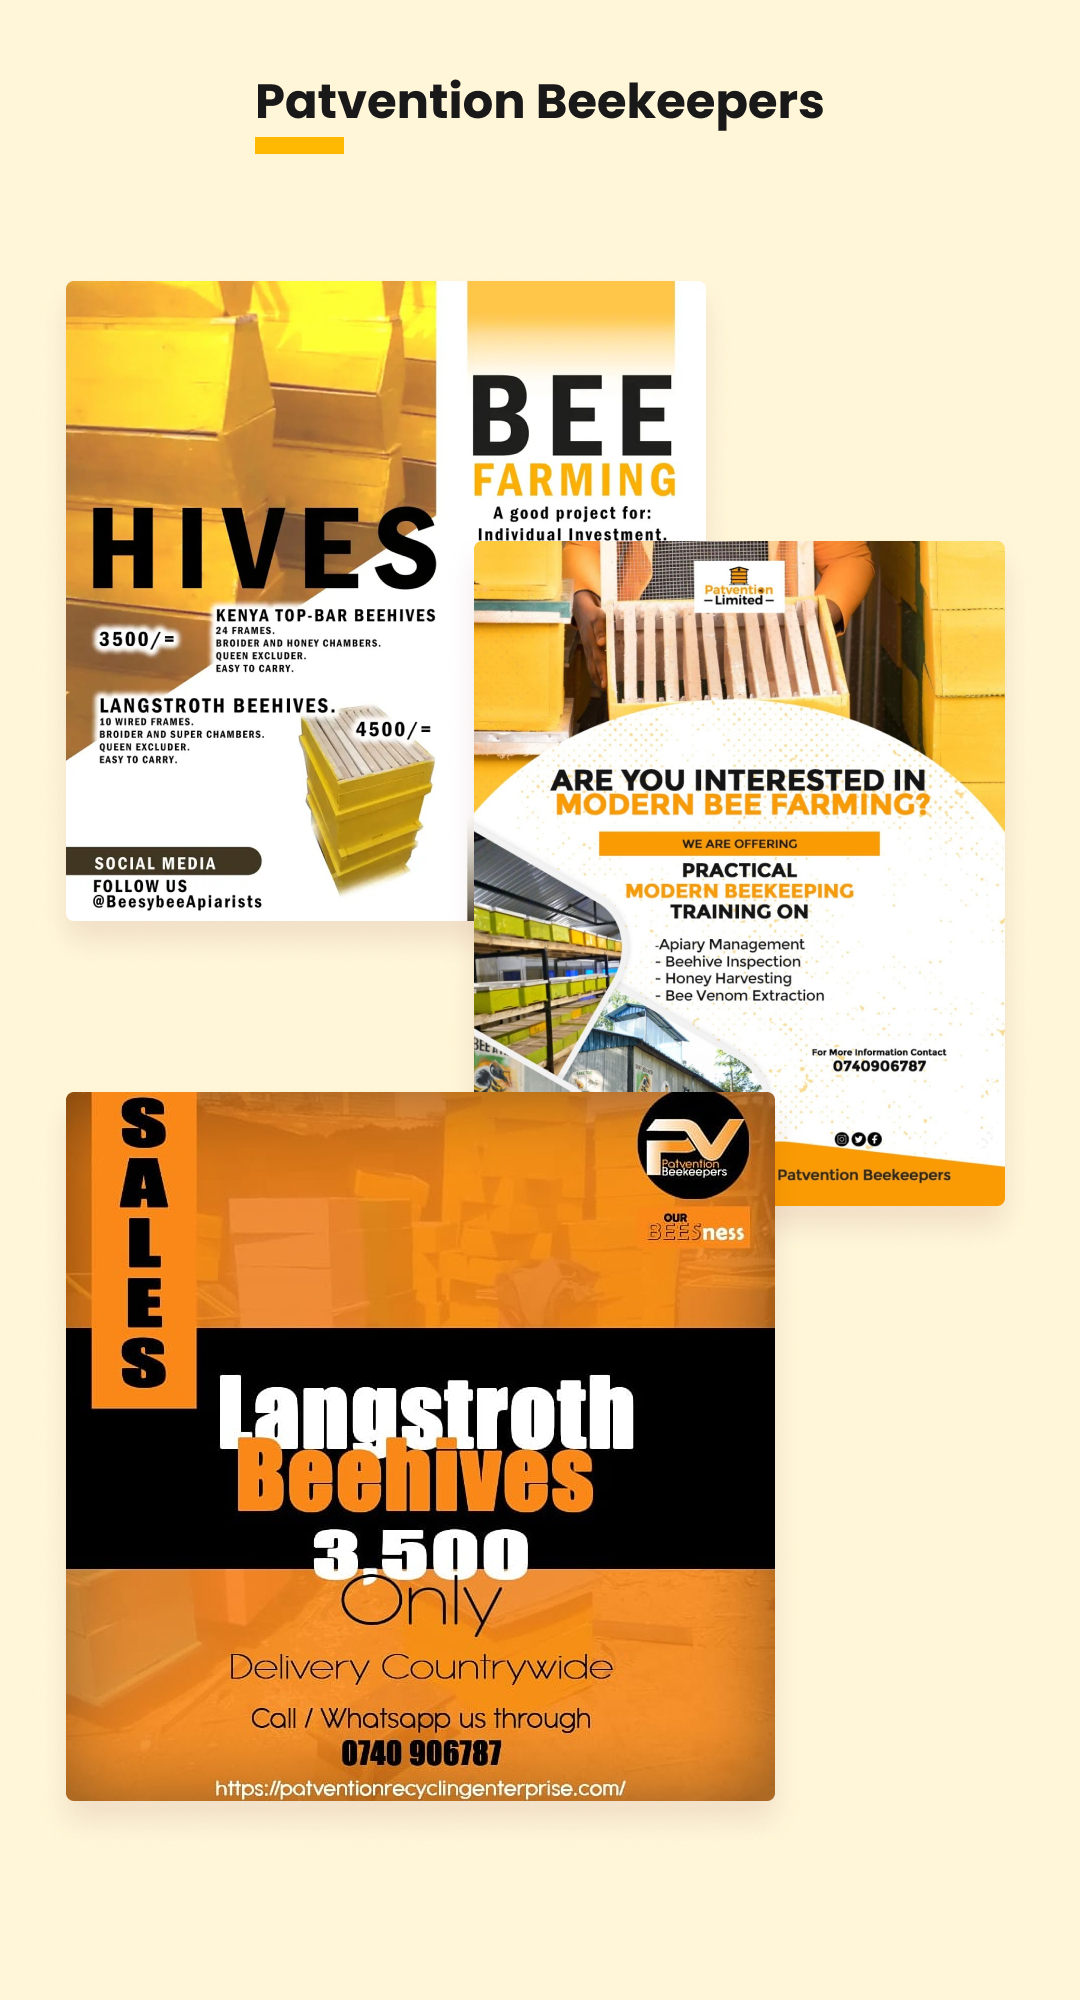 Patvention Beekeepers
BEE
FARMING
A good project for:
Individual Investment.
HIVES
KENYA TOP-BAR BEEHIVES
3500/=
24 FRAMES.
BROIDER AND HONEY CHAMBERS.
QUEEN EXCLUDER.
EASY TO CARRY.
LANGSTROTH BEEHIVES.
10 WIRED FRAMES.
BROIDER AND SUPER CHAMBERS.
QUEEN EXCLUDER.
EASY TO CARRY.
4500/=
SOCIAL MEDIA
FOLLOW US
@BeesybeeApiarists
Patvention
Limited
ARE YOU INTERESTED IN
MODERN BEE FARMING?
WE ARE OFFERING
PRACTICAL
MODERN BEEKEEPING
TRAINING ON
-Apiary Management
- Beehive Inspection
- Honey Harvesting
- Bee Venom Extraction
For More Information Contact
0740906787
Patvention Beekeepers
SALES
PV
Patvention
Beekeepers
OUR
BEESness
Langstroth
Beehives
3,500
Only
Delivery Countrywide
Call / Whatsapp us through
0740 906787
https://patventionrecyclingenterprise.com/